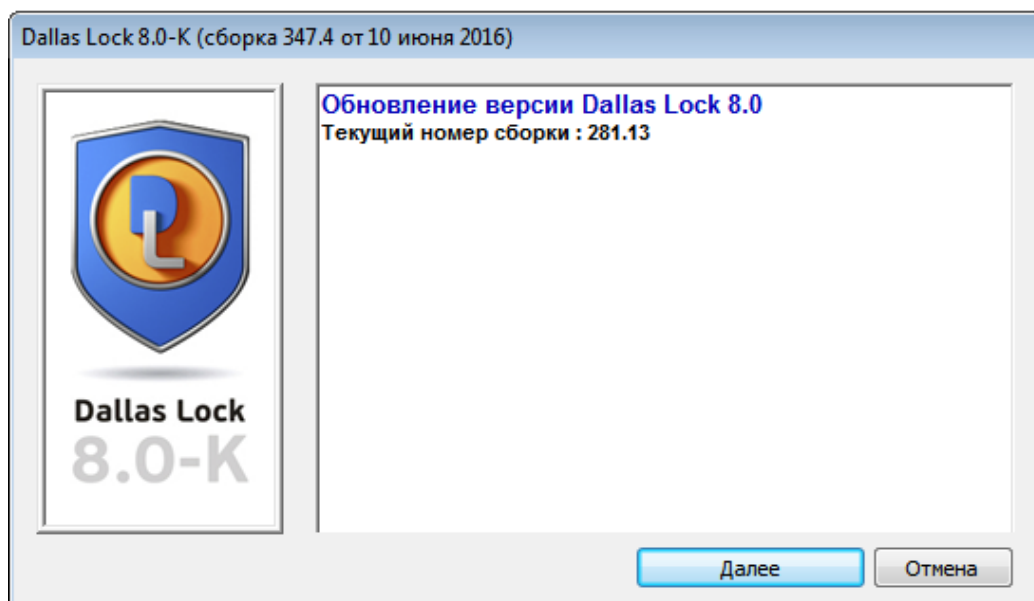 Dallas Lock 8.0-K (сборка 347.4 от 10 июня 2016)
Обновление версии Dallas Lock 8.0
Текущий номер сборки : 281.13
DL
Dallas Lock
8.0-K
Далее
Отмена